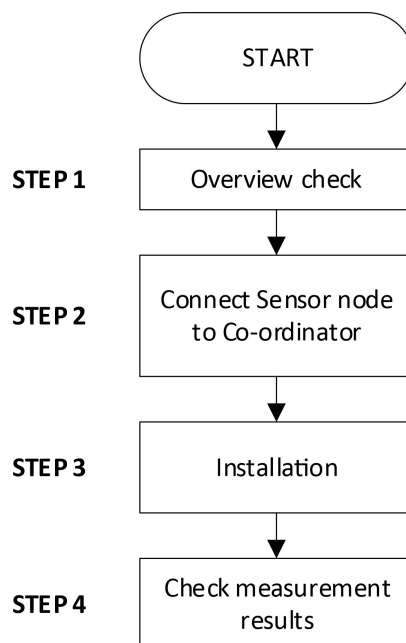 START
STEP 1
Overview check
STEP 2
Connect Sensor node
to Co-ordinator
STEP 3
Installation
STEP 4
Check measurement
results